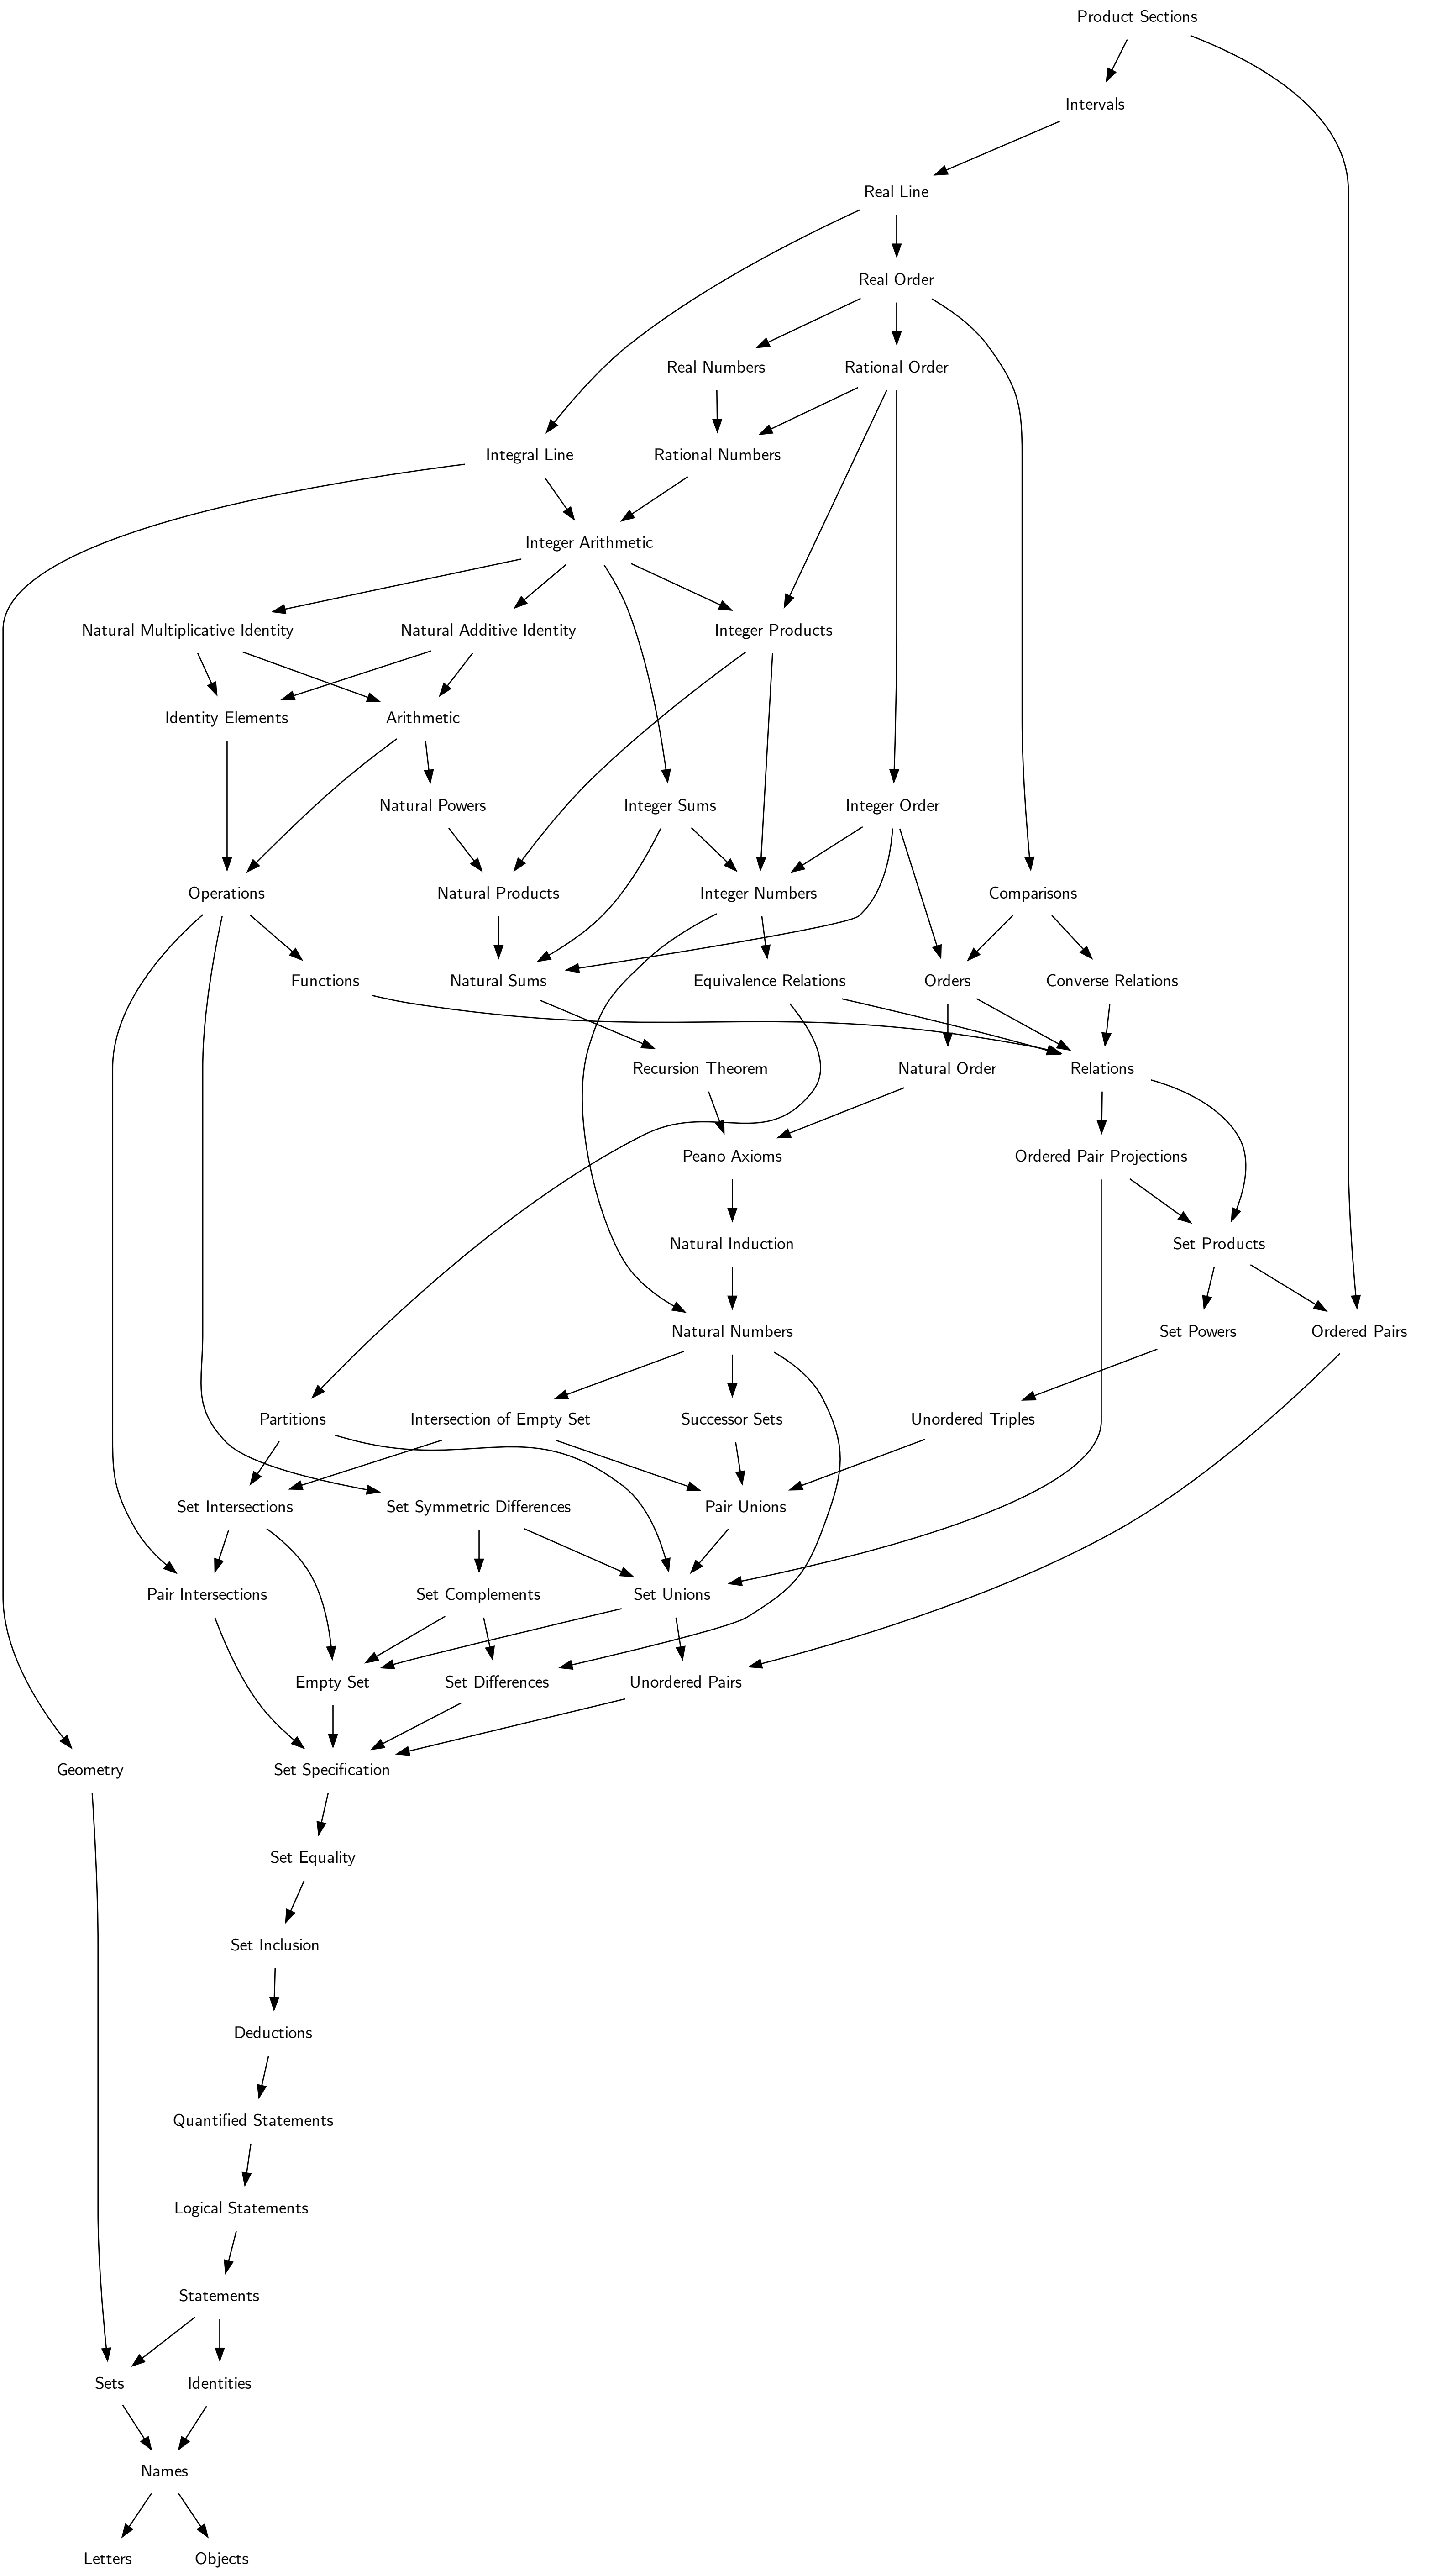 Product Sections
Intervals
Real Line
Real Order
Real Numbers
Rational Order
Integral Line
Rational Numbers
Integer Arithmetic
Natural Multiplicative Identity
Natural Additive Identity
Integer Products
Identity Elements
Arithmetic
Natural Powers
Integer Sums
Integer Order
Operations
Natural Products
Integer Numbers
Comparisons
Functions
Natural Sums
Equivalence Relations
Orders
Converse Relations
Recursion Theorem
Natural Order
Relations
Peano Axioms
Ordered Pair Projections
Natural Induction
Set Products
Natural Numbers
Set Powers
Ordered Pairs
Partitions
Intersection of Empty Set
Successor Sets
Unordered Triples
Set Intersections
Set Symmetric Differences
Pair Unions
Pair Intersections
Set Complements
Set Unions
Empty Set
Set Differences
Unordered Pairs
Geometry
Set Specification
Set Equality
Set Inclusion
Deductions
Quantified Statements
Logical Statements
Statements
Sets
Identities
Names
Letters
Objects